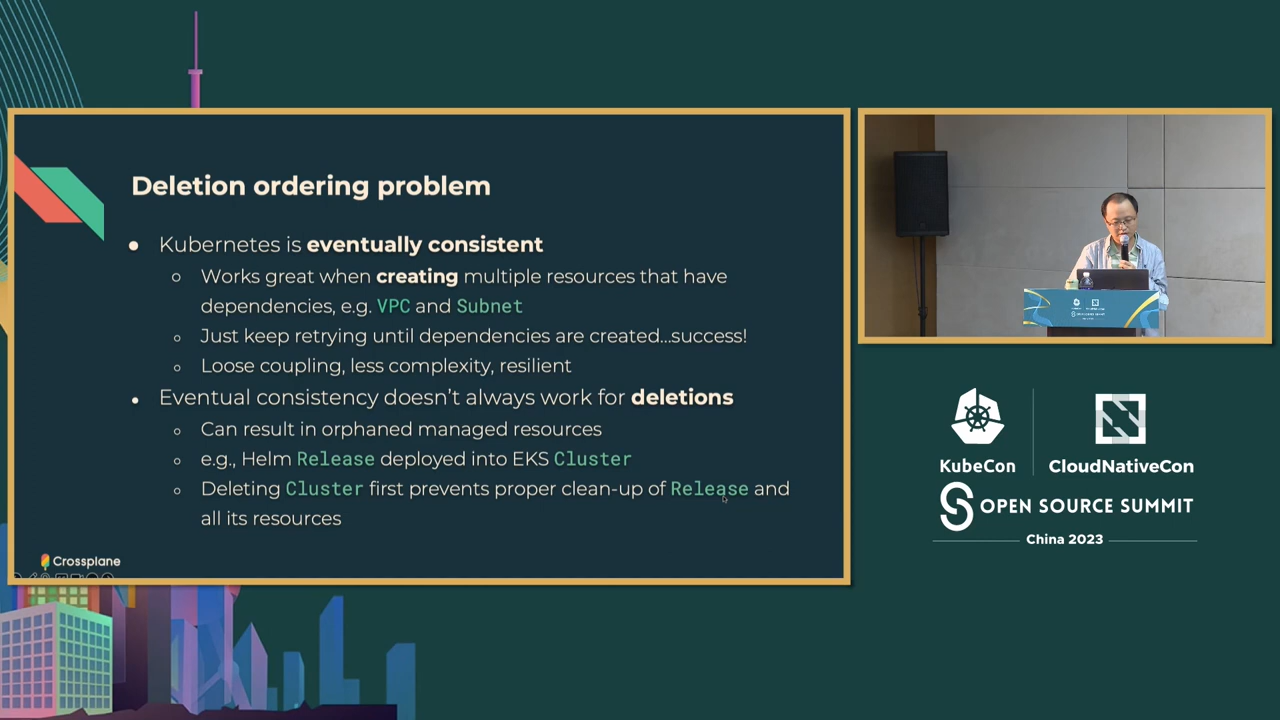 Deletion ordering problem
● Kubernetes is eventually consistent
○ Works great when creating multiple resources that have
dependencies, e.g. VPC and Subnet
○ Just keep retrying until dependencies are created...success!
○ Loose coupling, less complexity, resilient
● Eventual consistency doesn’t always work for deletions
○ Can result in orphaned managed resources
○ e.g., Helm Release deployed into EKS Cluster
○ Deleting Cluster first prevents proper clean-up of Release and
all its resources
Crossplane
KubeCon
CloudNativeCon
OPEN SOURCE SUMMIT
China 2023